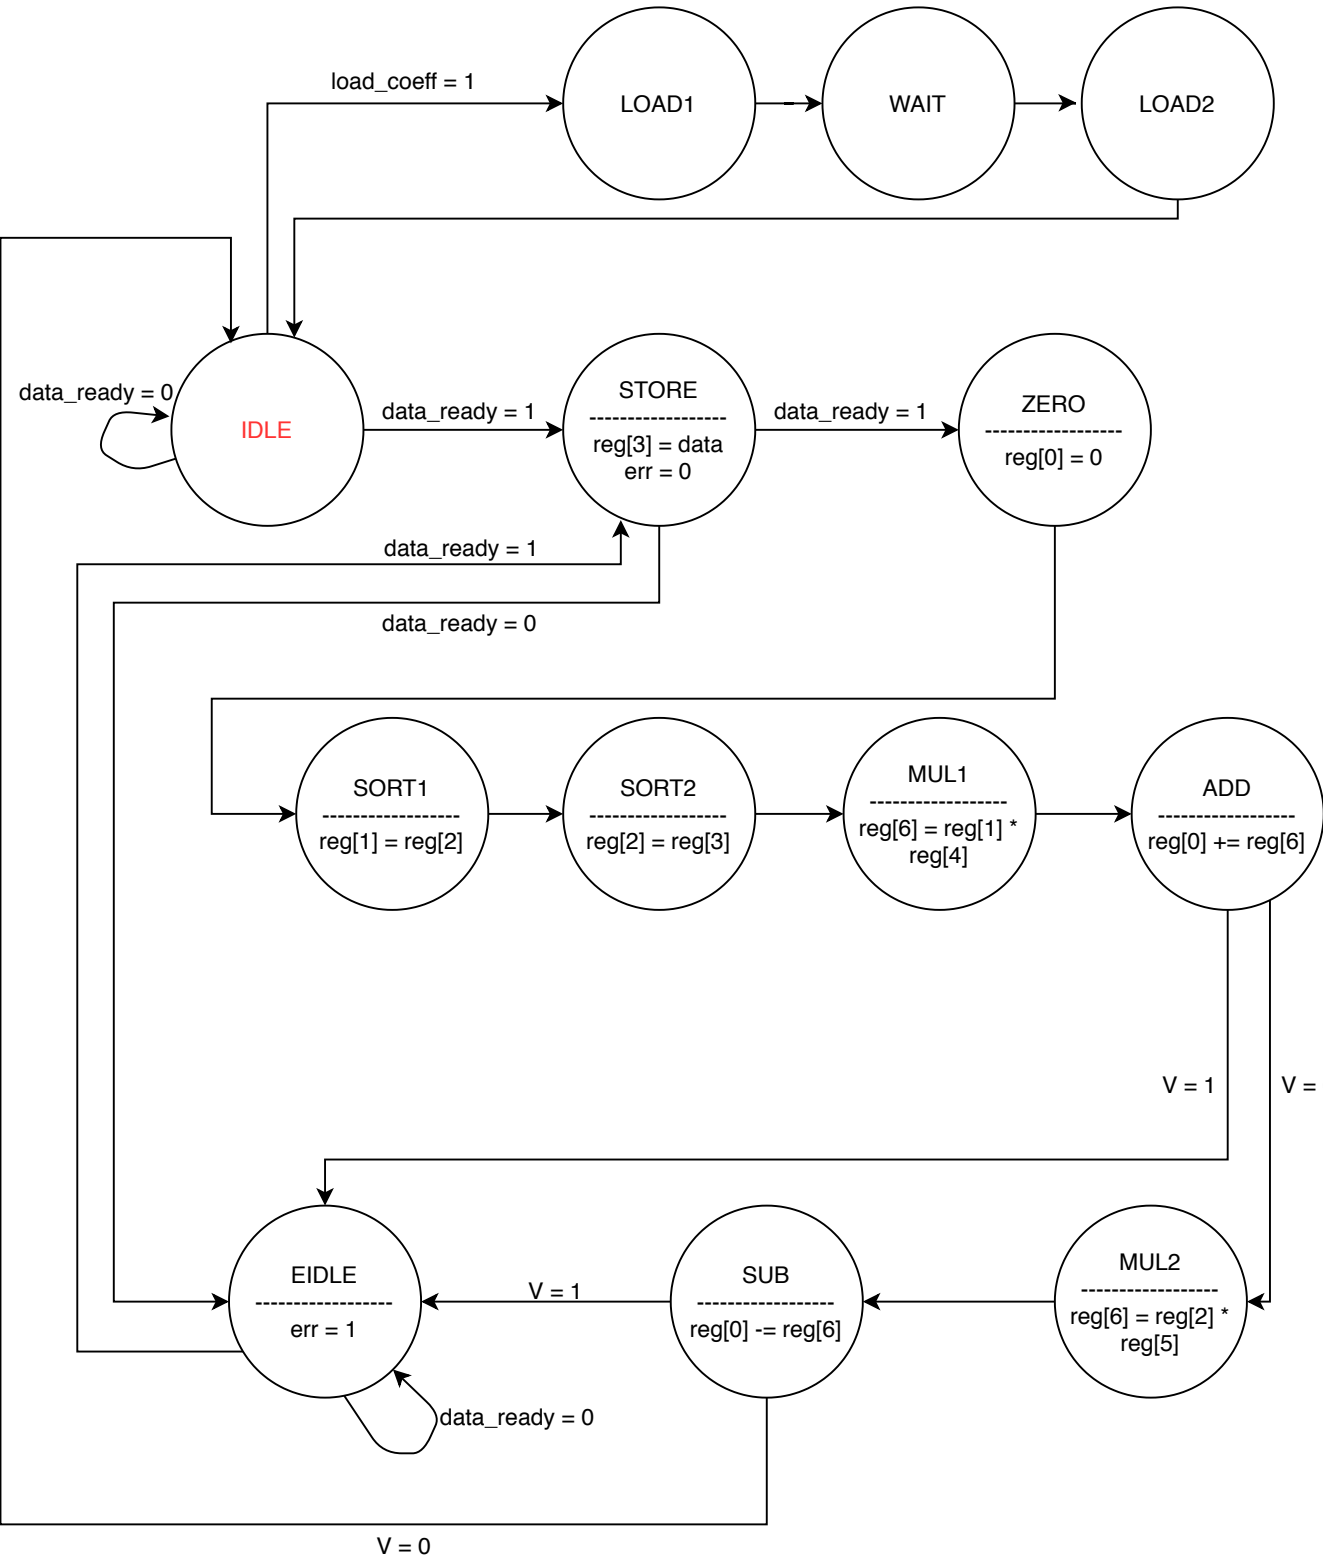 load_coeff = 1
LOAD1
WAIT
LOAD2
data_ready = 0
IDLE
data_ready = 1
STORE
-------------------
reg[3] = data
err = 0
data_ready = 1
ZERO
-------------------
reg[0] = 0
data_ready = 1
data_ready = 0
SORT1
-------------------
reg[1] = reg[2]
SORT2
-------------------
reg[2] = reg[3]
MUL1
-------------------
reg[6] = reg[1] *
reg[4]
ADD
-------------------
reg[0] += reg[6]
V = 1
V =
EIDLE
-------------------
err = 1
V = 1
SUB
-------------------
reg[0] -= reg[6]
MUL2
-------------------
reg[6] = reg[2] *
reg[5]
data_ready = 0
V = 0